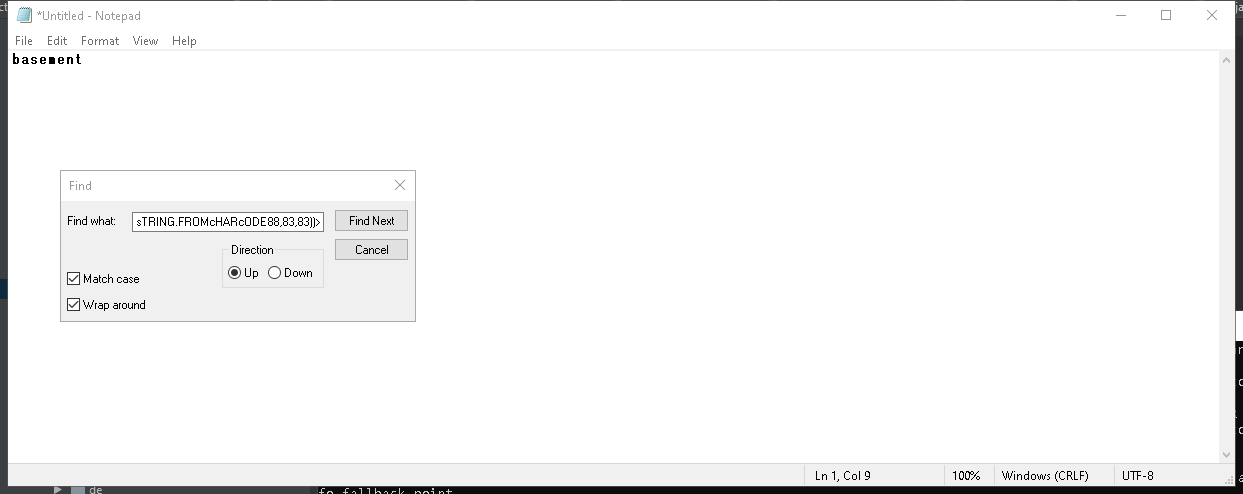 *Untitled - Notepad
File Edit Format View Help
basement
Find
Find what: sTRING.FROMcHARcODE88,83,83))> Find Next
Direction Cancel
Up Down
Match case
Wrap around
Ln 1, Col 9 100% Windows (CRLF) UTF-8
de
fo fallback point